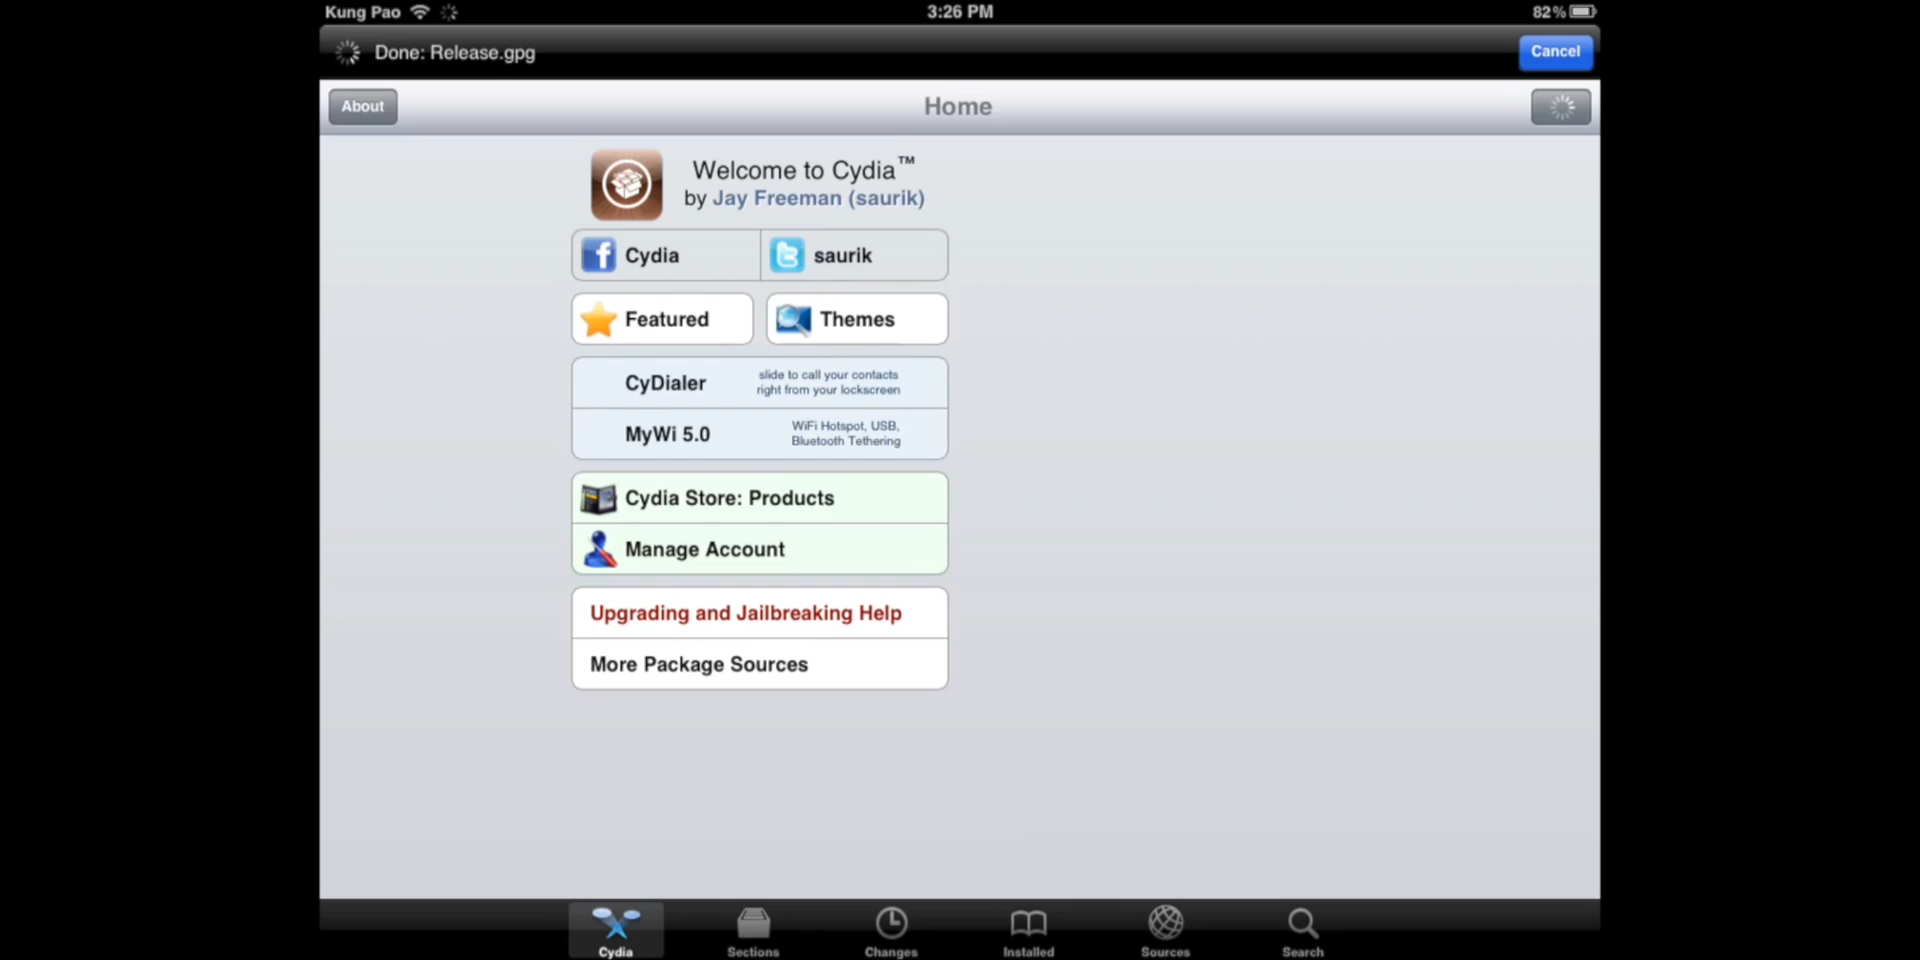 Kung Pao
3:26 PM
82%
Done: Release.gpg
Cancel
About
Home
Welcome to Cydia™
by Jay Freeman (saurik)
Cydia
saurik
Featured
Themes
CyDialer
slide to call your contacts
right from your lockscreen
MyWi 5.0
WiFi Hotspot, USB,
Bluetooth Tethering
Cydia Store: Products
Manage Account
Upgrading and Jailbreaking Help
More Package Sources
Cydia
Sections
Changes
Installed
Sources
Search